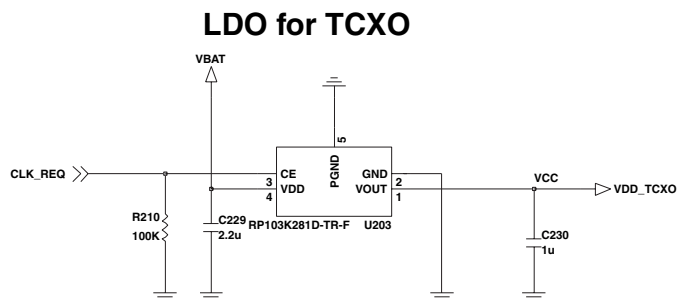 LDO for TCXO
VBAT
5
PGND
CLK_REQ
CE
GND
VCC
3
2
VDD
VOUT
VDD_TCXO
4
1
R210
100K
C229
2.2u
RP103K281D-TR-F
U203
C230
1u